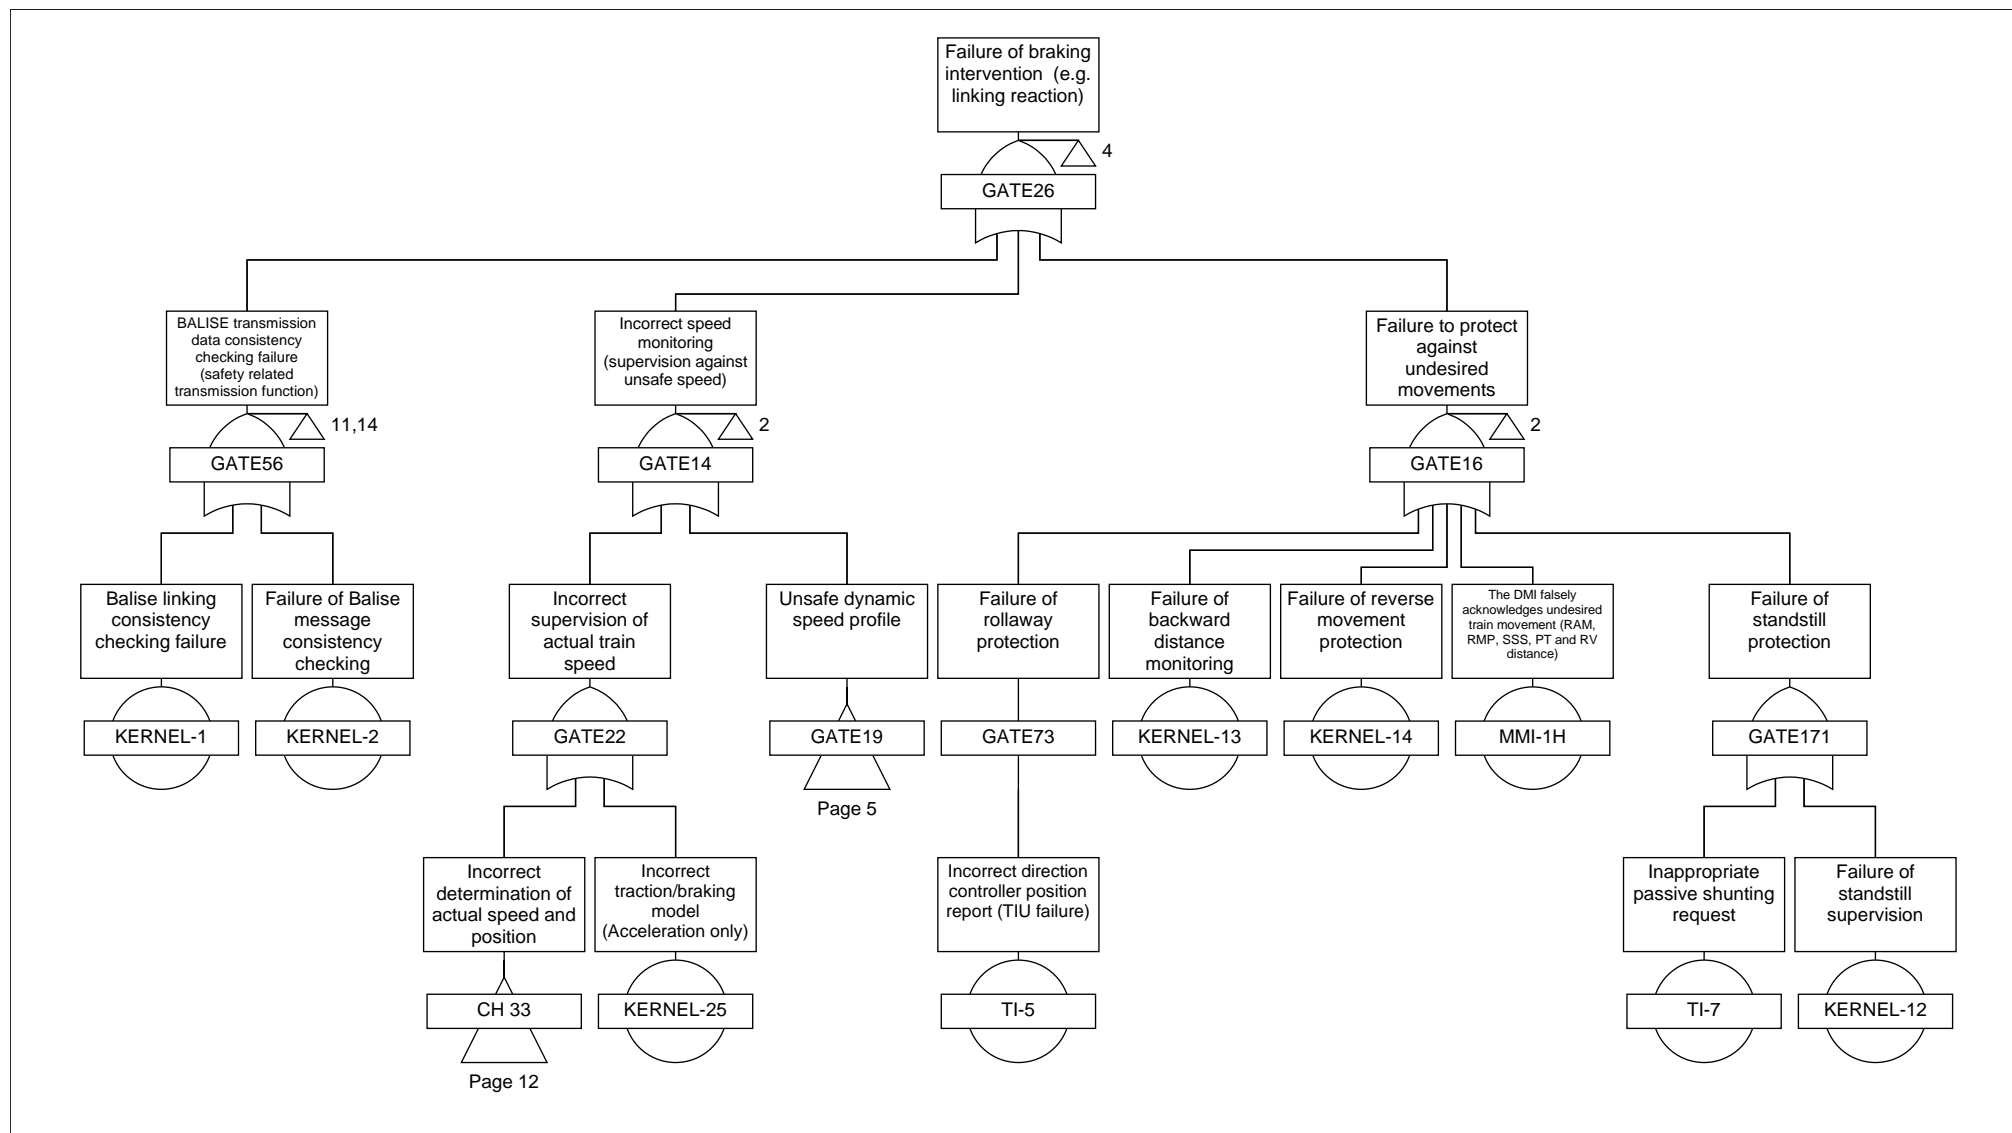 Failure of braking
intervention (e.g.
linking reaction)
4
GATE26
BALISE transmission
data consistency
checking failure
(safety related
transmission function)
11,14
GATE56
Incorrect speed
monitoring
(supervision against
unsafe speed)
2
GATE14
Failure to protect
against
undesired
movements
2
GATE16
Balise linking
consistency
checking failure
KERNEL-1
Failure of Balise
message
consistency
checking
KERNEL-2
Incorrect
supervision of
actual train
speed
GATE22
Unsafe dynamic
speed profile
GATE19
Page 5
Failure of
rollaway
protection
GATE73
Failure of
backward
distance
monitoring
KERNEL-13
Failure of reverse
movement
protection
KERNEL-14
The DMI falsely
acknowledges undesired
train movement (RAM,
RMP, SSS, PT and RV
distance)
MMI-1H
Failure of
standstill
protection
GATE171
Incorrect
determination of
actual speed and
position
CH 33
Page 12
Incorrect
traction/braking
model
(Acceleration only)
KERNEL-25
Incorrect direction
controller position
report (TIU failure)
TI-5
Inappropriate
passive shunting
request
TI-7
Failure of
standstill
supervision
KERNEL-12